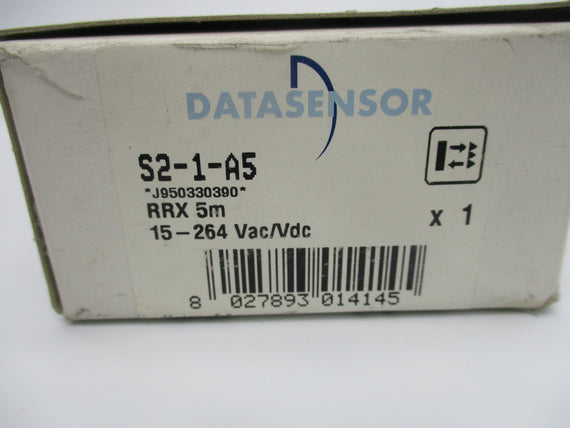 DATASENSOR
S2-1-A5
*J950330390*
RRX 5m
15-264 Vac/Vdc
x 1
8 027893 014145